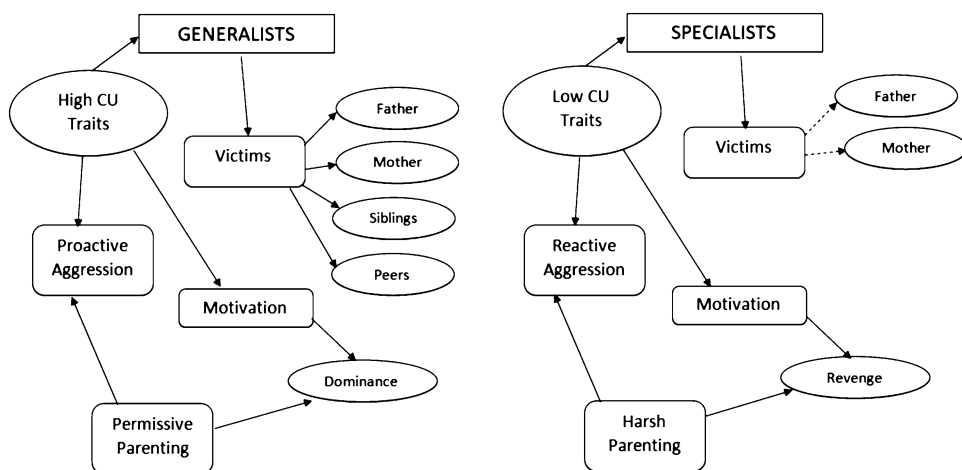 GENERALISTS
High CU
Traits
Father
Victims
Mother
Siblings
Proactive
Aggression
Peers
Motivation
Dominance
Permissive
Parenting
SPECIALISTS
Low CU
Traits
Father
Victims
Mother
Reactive
Aggression
Motivation
Revenge
Harsh
Parenting